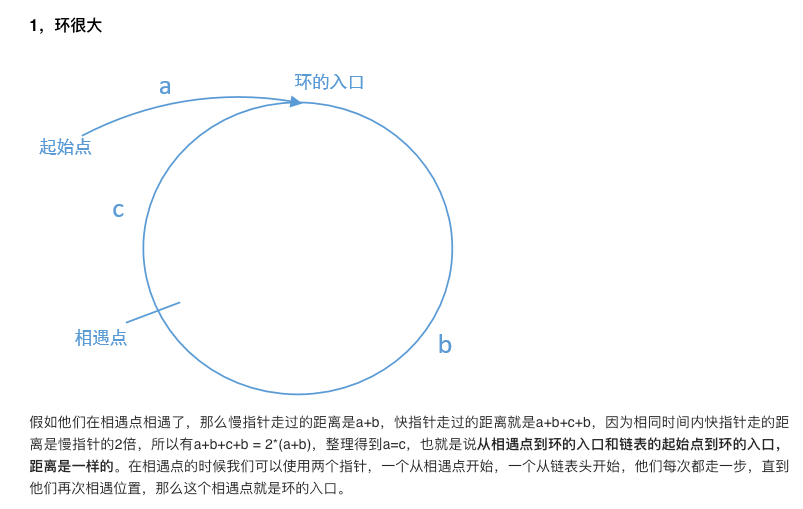 1，环很大
a
环的入口
起始点
c
相遇点
b
假如他们在相遇点相遇了，那么慢指针走过的距离是a+b，快指针走过的距离就是a+b+c+b，因为相同时间内快指针走的距
离是慢指针的2倍，所以有a+b+c+b = 2*(a+b)，整理得到a=c，也就是说从相遇点到环的入口和链表的起始点到环的入口，
距离是一样的。在相遇点的时候我们可以使用两个指针，一个从相遇点开始，一个从链表头开始，他们每次都走一步，直到
他们再次相遇位置，那么这个相遇点就是环的入口。